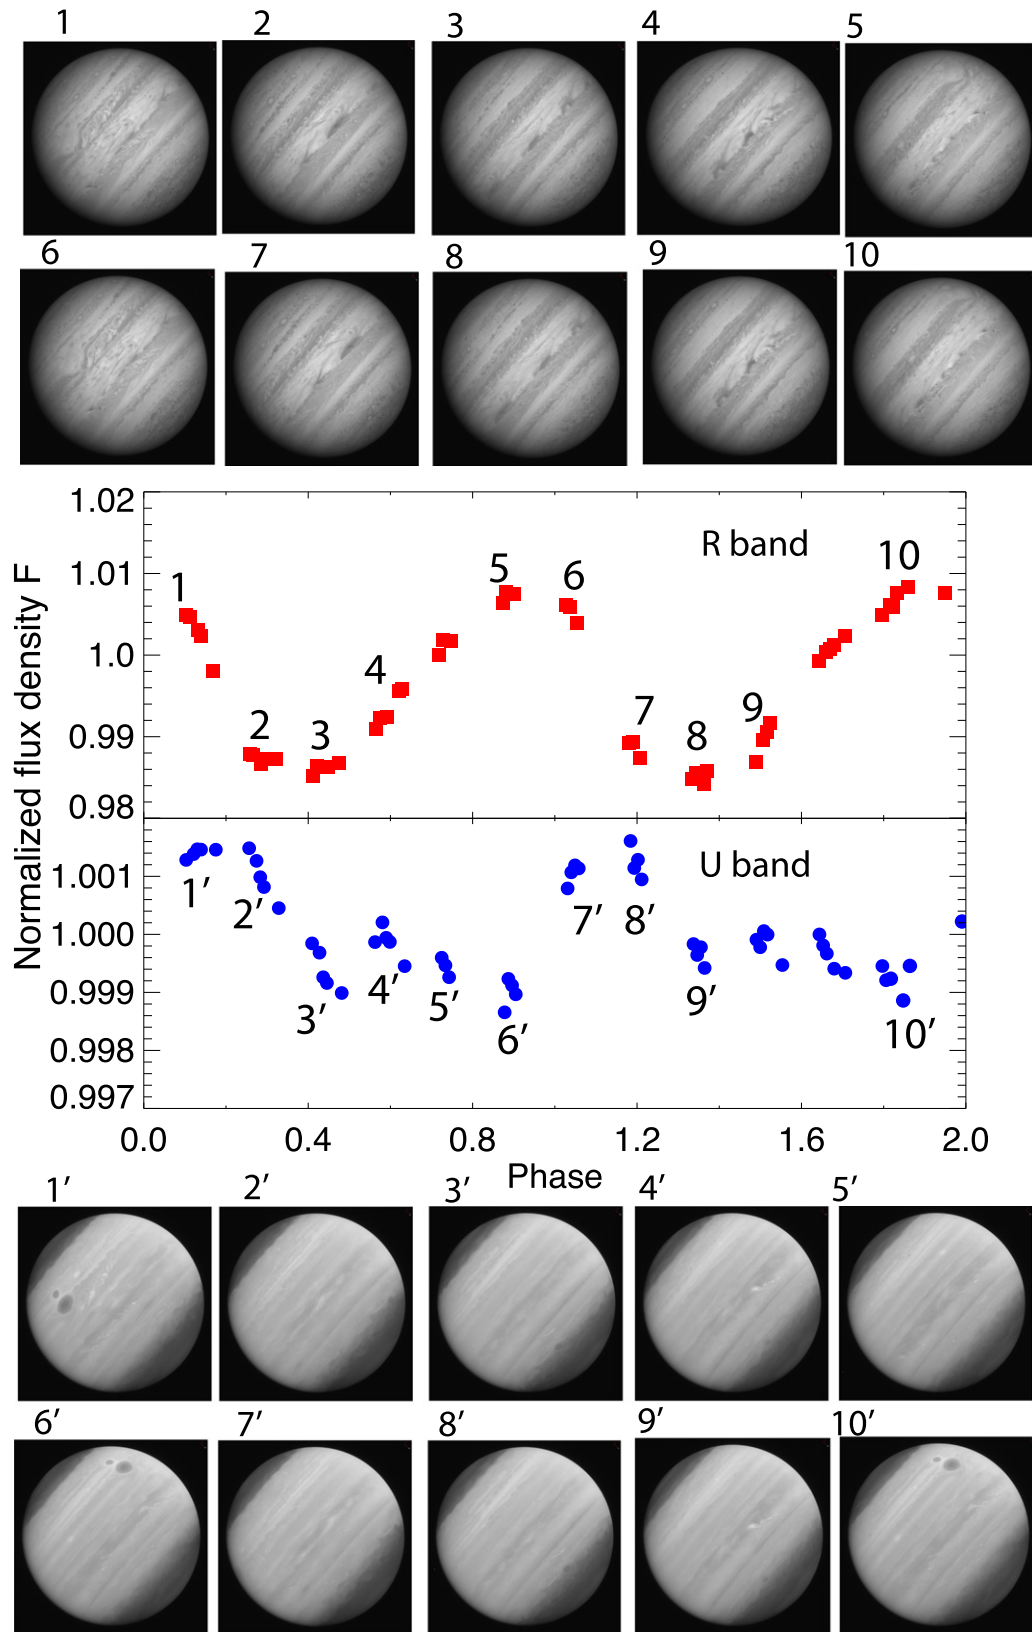 1 2 3 4 5
6 7 8 9 10
Normalized flux density F
1.02
1.01
1.0
0.99
0.98
R band
1 2 3 4 5 6 7 8 9 10
1.001
1.000
0.999
0.998
0.997
U band
1′ 2′ 3′ 4′ 5′ 6′ 7′ 8′ 9′ 10′
0.0 0.4 0.8 1.2 1.6 2.0
Phase
1′ 2′ 3′ 4′ 5′
6′ 7′ 8′ 9′ 10′